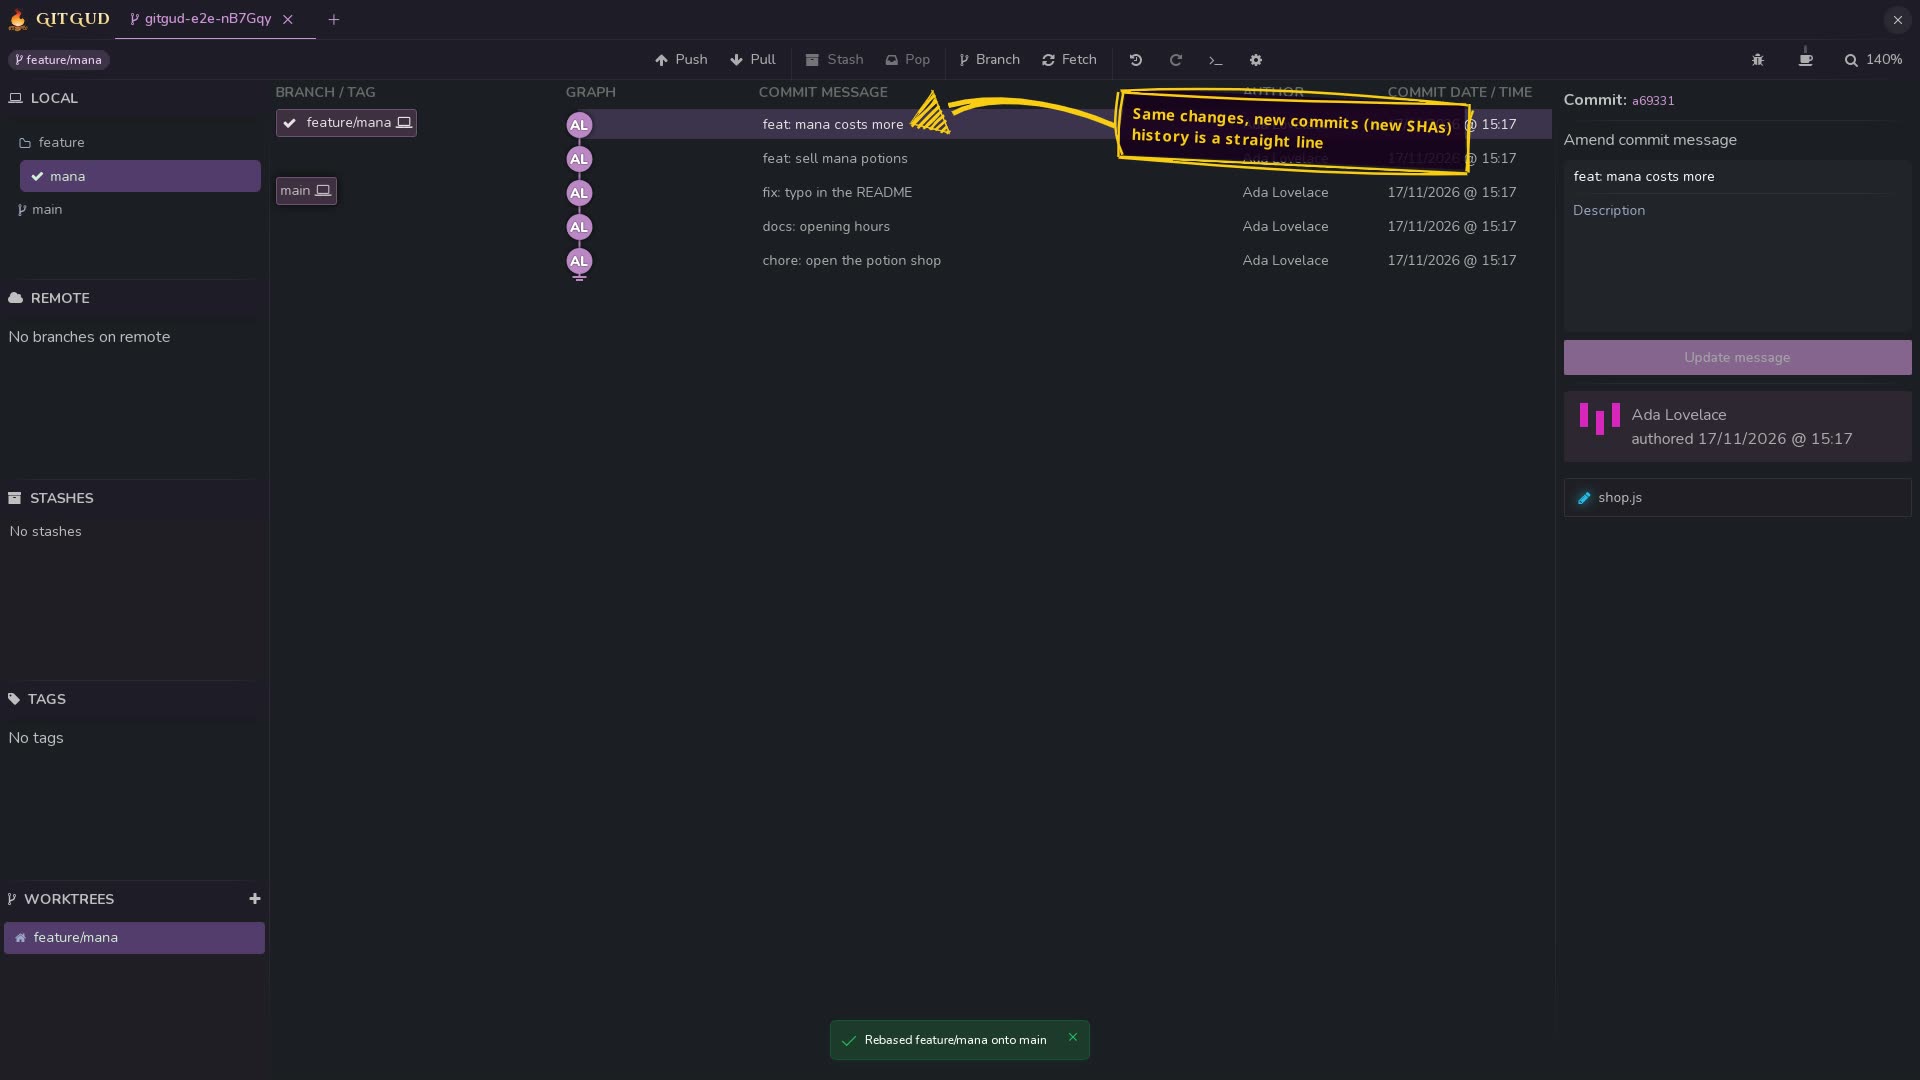 GITGUD
gitgud-e2e-nB7Gqy
feature/mana
Push
Pull
Stash
Pop
Branch
Fetch
140%
LOCAL
feature
mana
main
REMOTE
No branches on remote
STASHES
No stashes
TAGS
No tags
WORKTREES
feature/mana
BRANCH / TAG
GRAPH
COMMIT MESSAGE
AUTHOR
COMMIT DATE / TIME
feature/mana
AL
feat: mana costs more
@ 15:17
Same changes, new commits (new SHAs)
history is a straight line
AL
feat: sell mana potions
Ada Lovelace
17/11/2026 @ 15:17
main
AL
fix: typo in the README
Ada Lovelace
17/11/2026 @ 15:17
AL
docs: opening hours
Ada Lovelace
17/11/2026 @ 15:17
AL
chore: open the potion shop
Ada Lovelace
17/11/2026 @ 15:17
Commit: a69331
Amend commit message
feat: mana costs more
Description
Update message
Ada Lovelace
authored 17/11/2026 @ 15:17
shop.js
Rebased feature/mana onto main